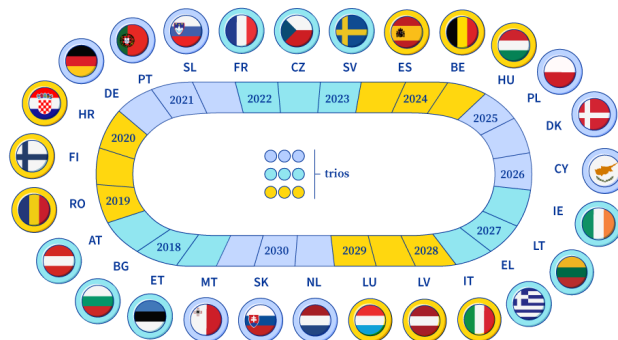 SL FR CZ SV ES BE
PT HU
DE PL
HR DK
2021 2022 2023 2024
2025
2020
FI CY
trios
2026
2019
RO IE
AT LT
2027
BG 2018 2030 2029 2028 EL
ET MT SK NL LU LV IT